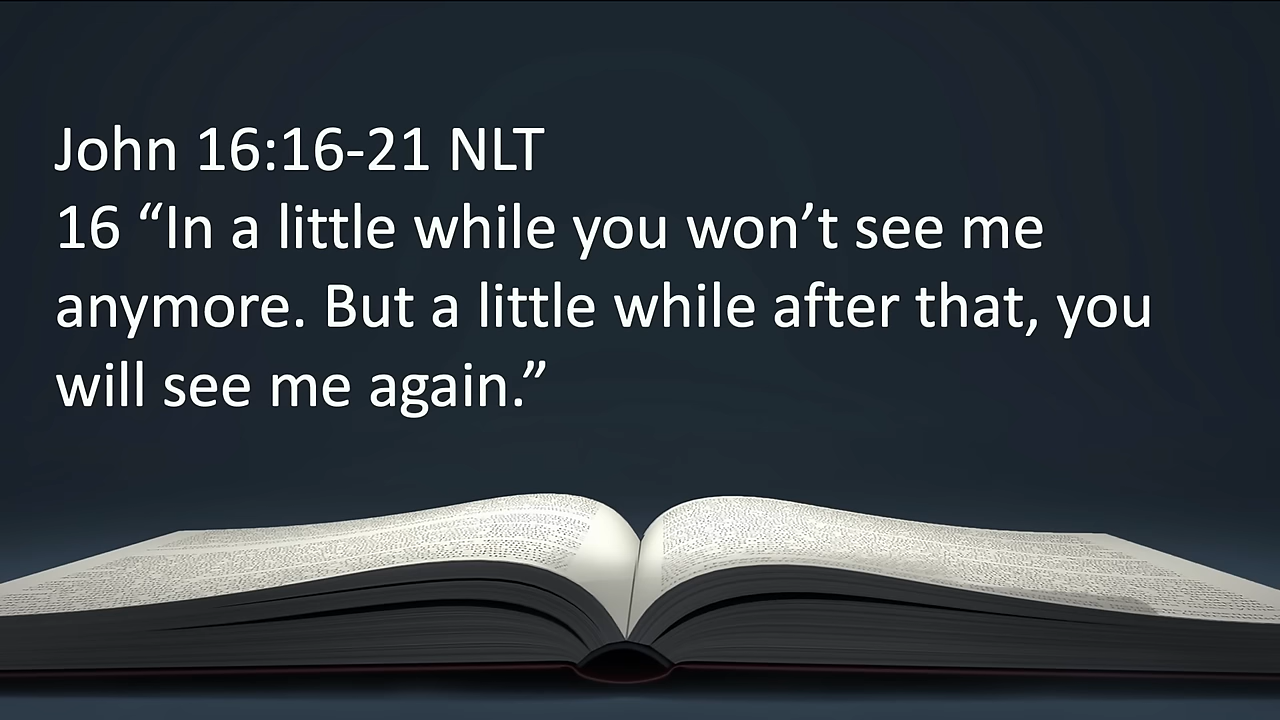 John 16:16-21 NLT
16 “In a little while you won’t see me
anymore. But a little while after that, you
will see me again.”